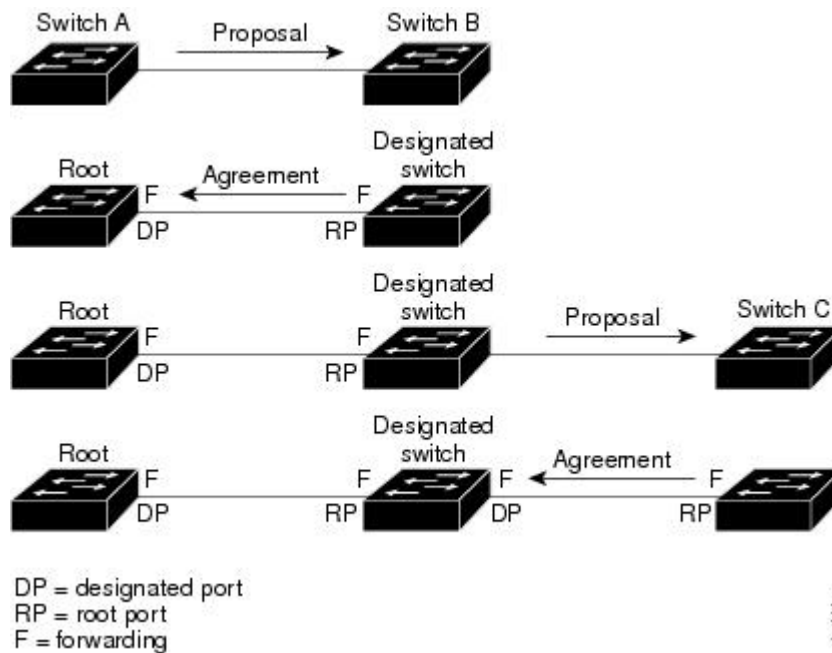 Switch A
Proposal
Switch B
Root
F
Agreement
F
Designated
switch
DP
RP
Root
F
F
Designated
switch
Proposal
Switch C
DP
RP
Root
F
F
Designated
switch
F
Agreement
F
DP
RP
DP
RP
DP = designated port
RP = root port
F = forwarding